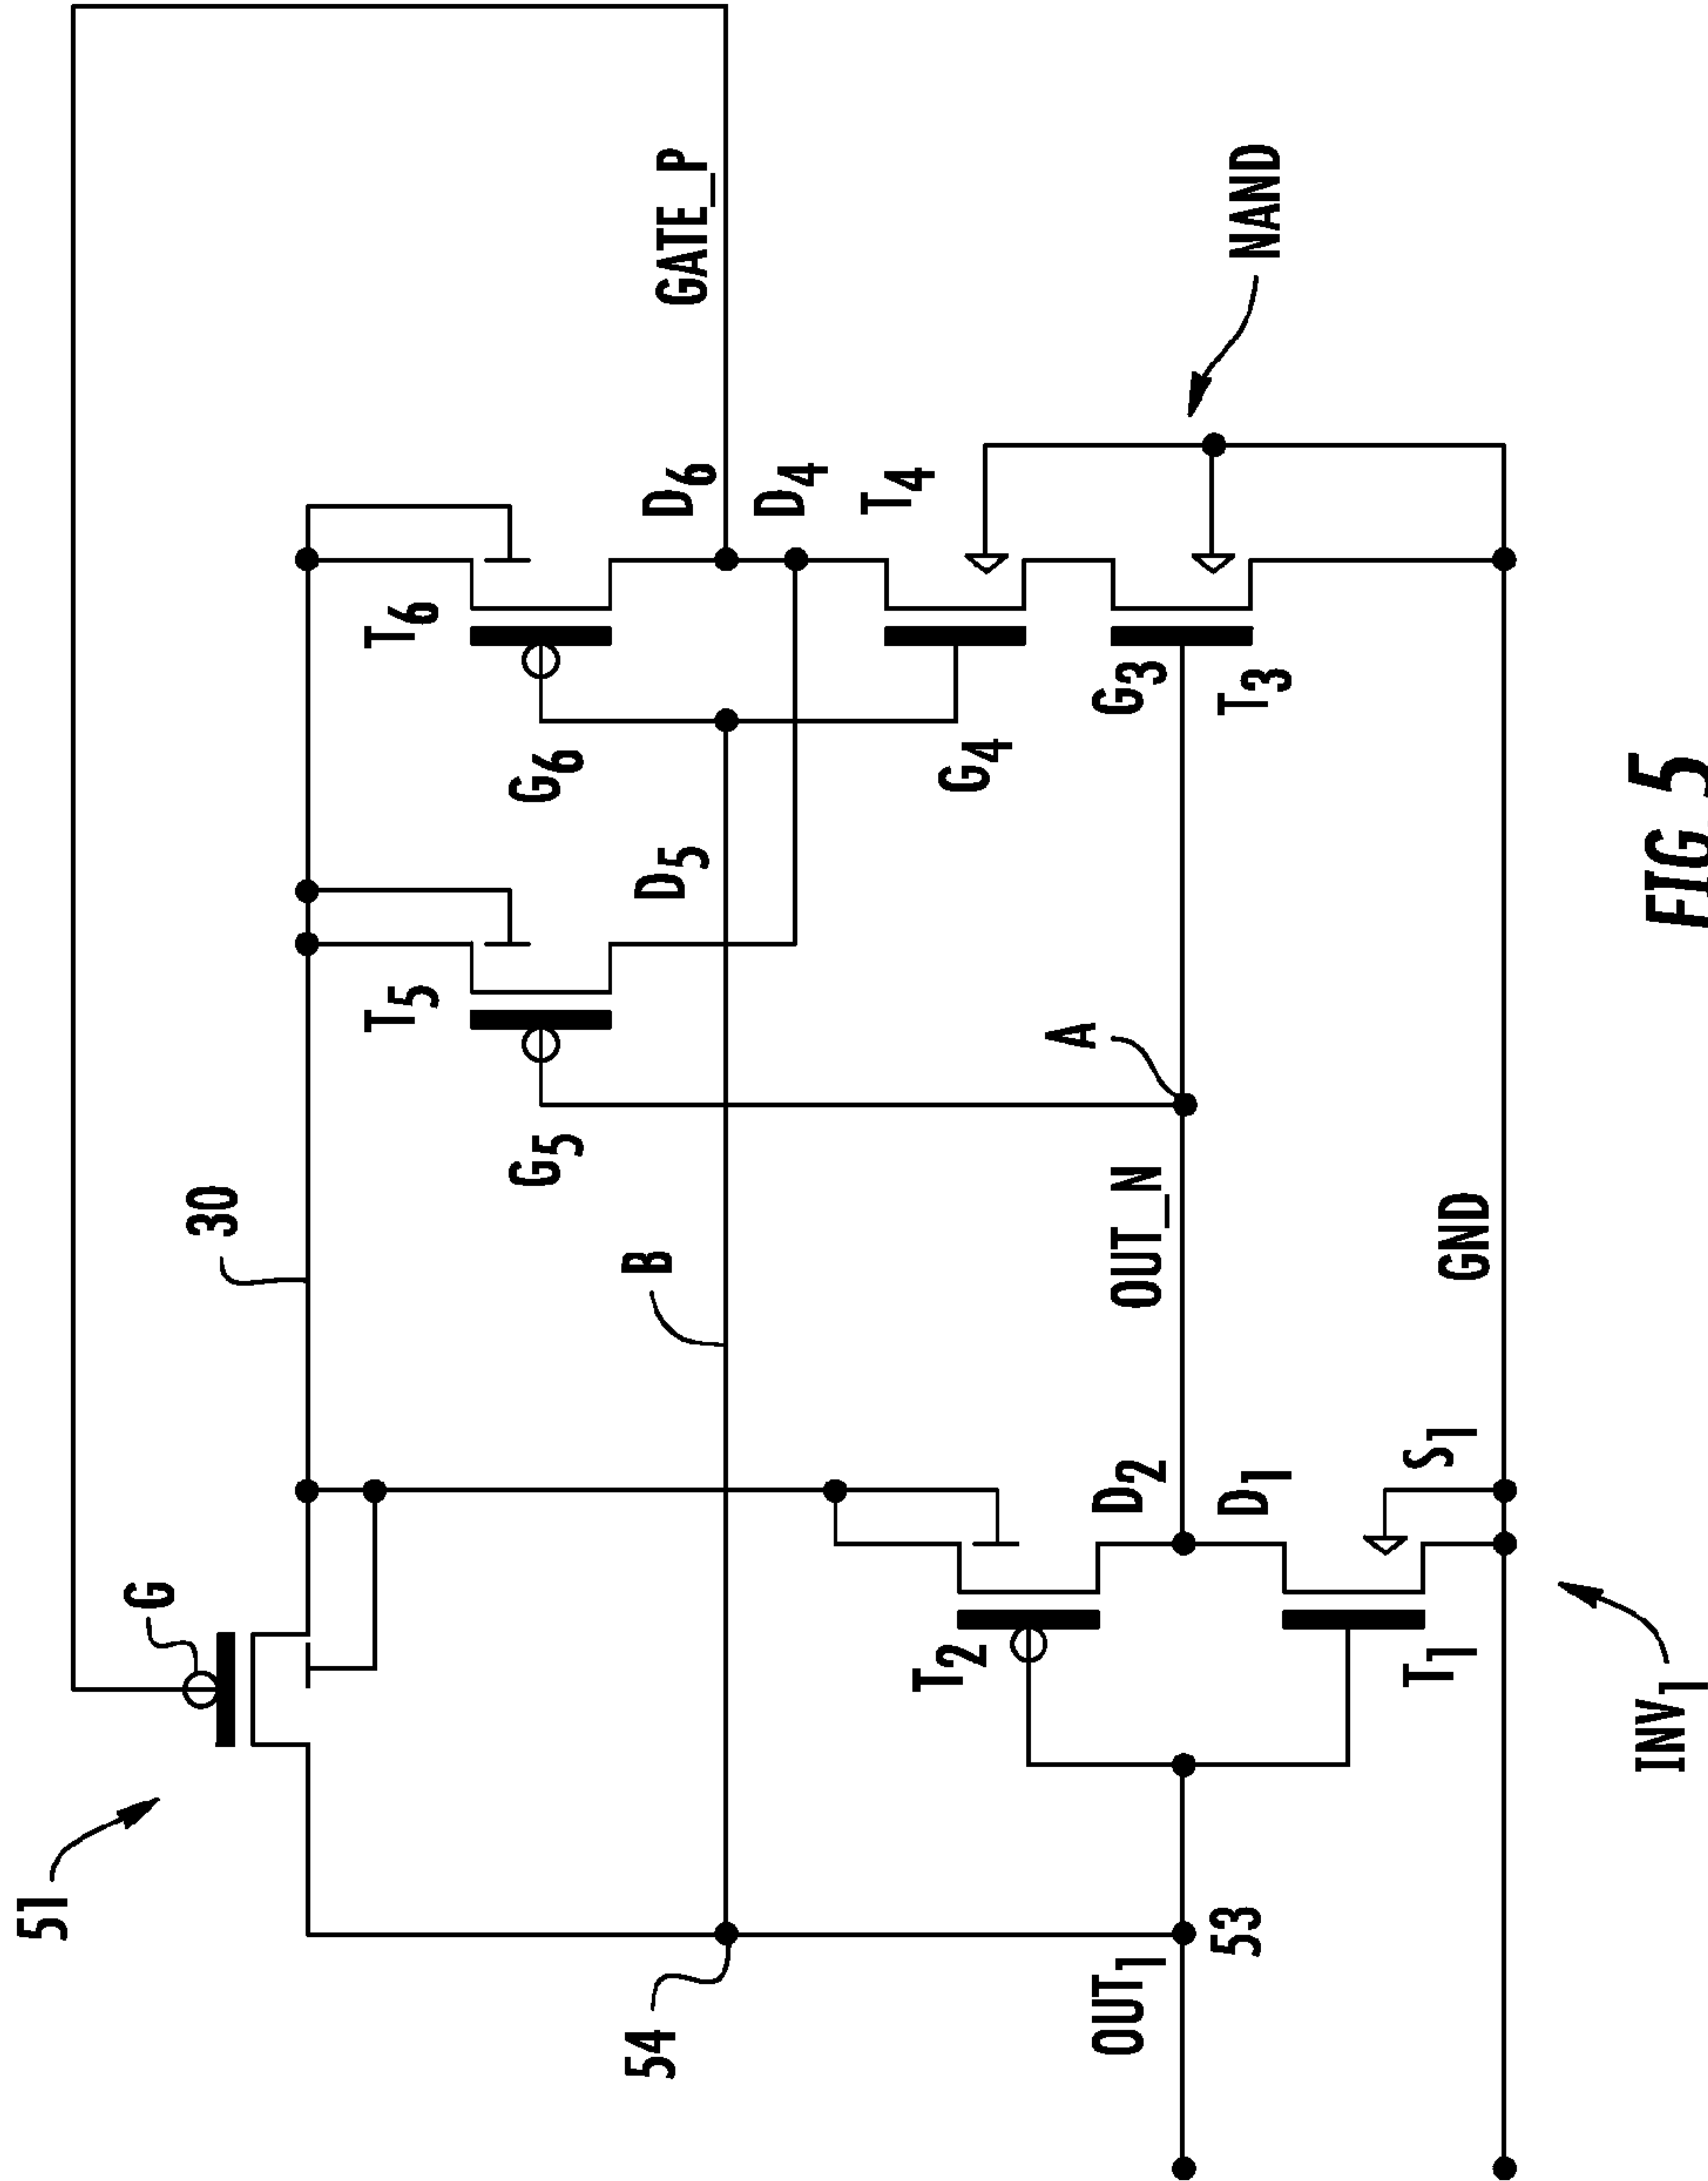 51
G
30
T6
G6
D6
GATE_P
T5
G5
D5
D4
T4
G4
54
B
A
G3
T3
NAND
OUT1
53
T2
D2
OUT_N
D1
T1
S1
GND
INV1
FIG. 5